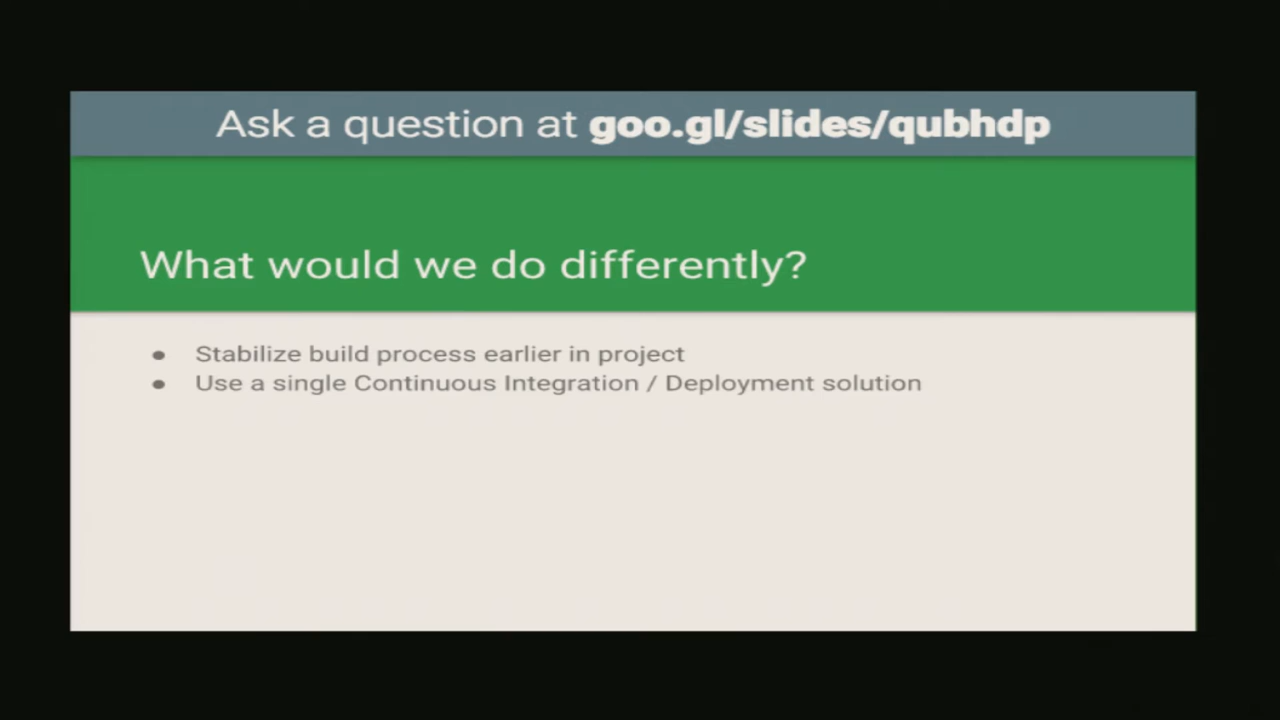 Ask a question at goo.gl/slides/qubhdp
What would we do differently?
● Stabilize build process earlier in project
● Use a single Continuous Integration / Deployment solution